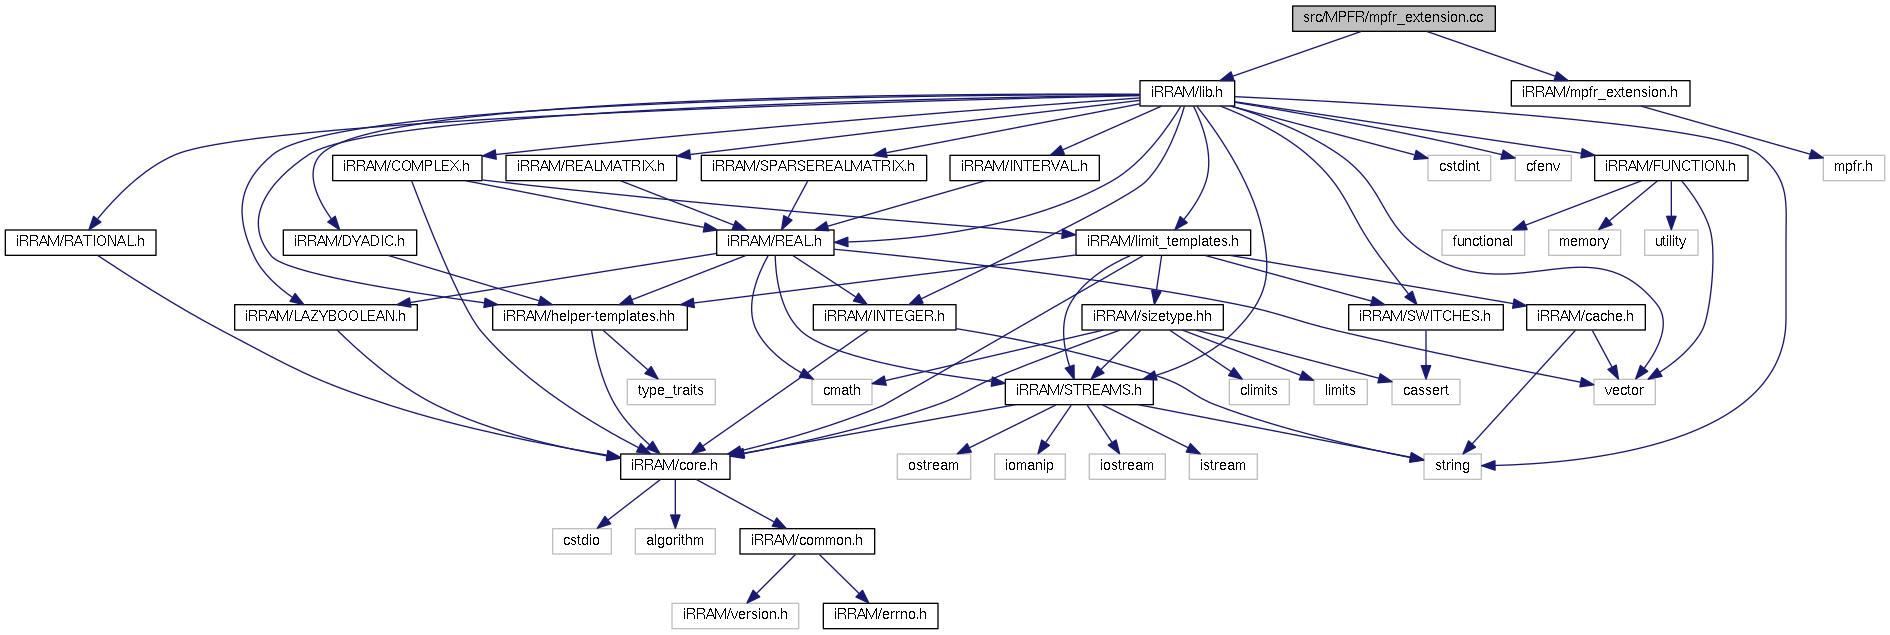 src/MPFR/mpfr_extension.cc
iRRAM/lib.h
iRRAM/mpfr_extension.h
iRRAM/COMPLEX.h
iRRAM/REALMATRIX.h
iRRAM/SPARSEREALMATRIX.h
iRRAM/INTERVAL.h
cstdint
cfenv
iRRAM/FUNCTION.h
mpfr.h
iRRAM/RATIONAL.h
iRRAM/DYADIC.h
iRRAM/REAL.h
iRRAM/limit_templates.h
functional
memory
utility
iRRAM/LAZYBOOLEAN.h
iRRAM/helper-templates.hh
iRRAM/INTEGER.h
iRRAM/sizetype.hh
iRRAM/SWITCHES.h
iRRAM/cache.h
type_traits
cmath
iRRAM/STREAMS.h
climits
limits
cassert
vector
iRRAM/core.h
ostream
iomanip
iostream
istream
string
cstdio
algorithm
iRRAM/common.h
iRRAM/version.h
iRRAM/errno.h